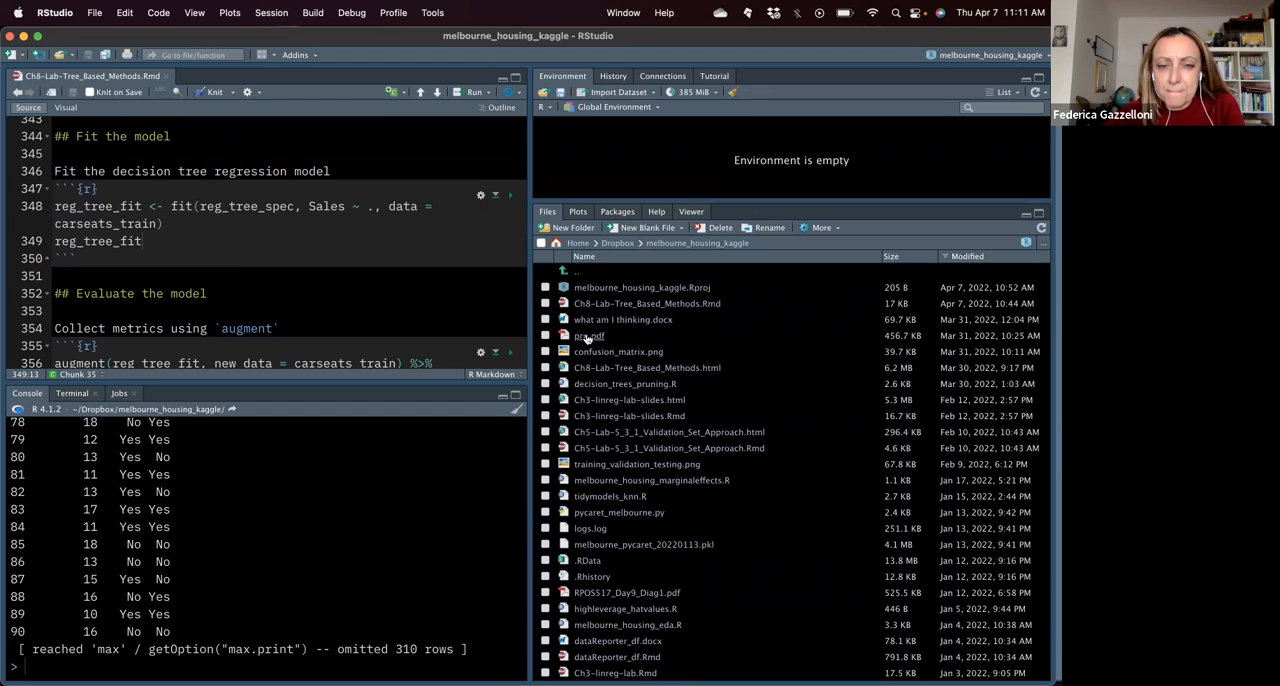 RStudio File Edit Code View Plots Session Build Debug Profile Tools Window Help Thu Apr 7 11:11 AM
melbourne_housing_kaggle - RStudio
Go to file/function Addins melbourne_housing_kaggle
Ch8-Lab-Tree_Based_Methods.Rmd
Knit on Save Knit Run
Source Visual Outline
343
344 ## Fit the model
345
346 Fit the decision tree regression model
347 ```{r}
348 reg_tree_fit <- fit(reg_tree_spec, Sales ~ ., data =
carseats_train)
349 reg_tree_fit
350 ```
351
352 ## Evaluate the model
353
354 Collect metrics using `augment`
355 ```{r}
356 augment(reg_tree_fit, new_data = carseats_train) %>%
349:13 Chunk 35 R Markdown
Console Terminal Jobs
R 4.1.2 · ~/Dropbox/melbourne_housing_kaggle/
78 18 No Yes
79 12 Yes Yes
80 13 Yes No
81 11 Yes Yes
82 13 Yes No
83 17 Yes Yes
84 11 Yes Yes
85 18 No No
86 13 No No
87 15 Yes No
88 16 No Yes
89 10 Yes Yes
90 16 No No
[ reached 'max' / getOption("max.print") -- omitted 310 rows ]
>
Environment History Connections Tutorial
Import Dataset 385 MiB List
R Global Environment
Environment is empty
Files Plots Packages Help Viewer
New Folder New Blank File Delete Rename More
Home Dropbox melbourne_housing_kaggle
Name Size Modified
..
melbourne_housing_kaggle.Rproj 205 B Apr 7, 2022, 10:52 AM
Ch8-Lab-Tree_Based_Methods.Rmd 17 KB Apr 7, 2022, 10:44 AM
what am I thinking.docx 69.7 KB Mar 31, 2022, 12:04 PM
.pdf 456.7 KB Mar 31, 2022, 10:25 AM
confusion_matrix.png 39.7 KB Mar 31, 2022, 10:11 AM
Ch8-Lab-Tree_Based_Methods.html 6.2 MB Mar 30, 2022, 9:17 PM
decision_trees_pruning.R 2.6 KB Mar 30, 2022, 1:03 AM
Ch3-linreg-lab-slides.html 5.3 MB Feb 12, 2022, 2:57 PM
Ch3-linreg-lab-slides.Rmd 16.7 KB Feb 12, 2022, 2:57 PM
Ch5-Lab-5_3_1_Validation_Set_Approach.html 296.4 KB Feb 10, 2022, 10:43 AM
Ch5-Lab-5_3_1_Validation_Set_Approach.Rmd 4.6 KB Feb 10, 2022, 10:43 AM
training_validation_testing.png 67.8 KB Feb 9, 2022, 6:12 PM
melbourne_housing_marginaleffects.R 1.1 KB Jan 17, 2022, 5:21 PM
tidymodels_knn.R 2.7 KB Jan 15, 2022, 2:44 PM
pycaret_melbourne.py 2.4 KB Jan 13, 2022, 9:42 PM
logs.log 251.1 KB Jan 13, 2022, 9:41 PM
melbourne_pycaret_20220113.pkl 4.1 MB Jan 13, 2022, 9:41 PM
.RData 13.8 MB Jan 12, 2022, 9:16 PM
.Rhistory 12.8 KB Jan 12, 2022, 9:16 PM
RPOS517_Day9_Diag1.pdf 525.5 KB Jan 12, 2022, 6:58 PM
highleverage_hatvalues.R 446 B Jan 5, 2022, 9:44 PM
melbourne_housing_eda.R 3.3 KB Jan 4, 2022, 10:38 AM
dataReporter_df.docx 78.1 KB Jan 4, 2022, 10:34 AM
dataReporter_df.Rmd 791.8 KB Jan 4, 2022, 10:34 AM
Ch3-linreg-lab.Rmd 17.5 KB Jan 3, 2022, 9:05 PM
Federica Gazzelloni